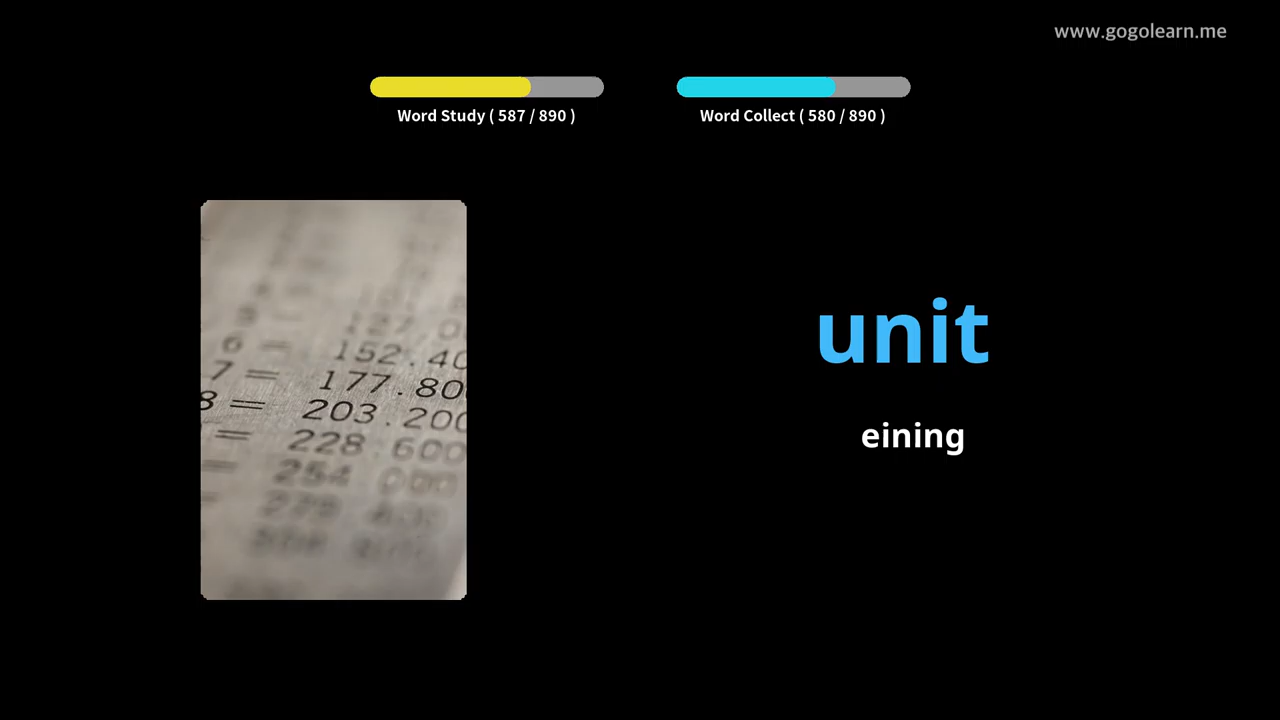 www.gogolearn.me
Word Study ( 587 / 890 )
Word Collect ( 580 / 890 )
6 =
7 = 152.40
8 = 177.80
= 203.200
= 228.600
254
unit
eining